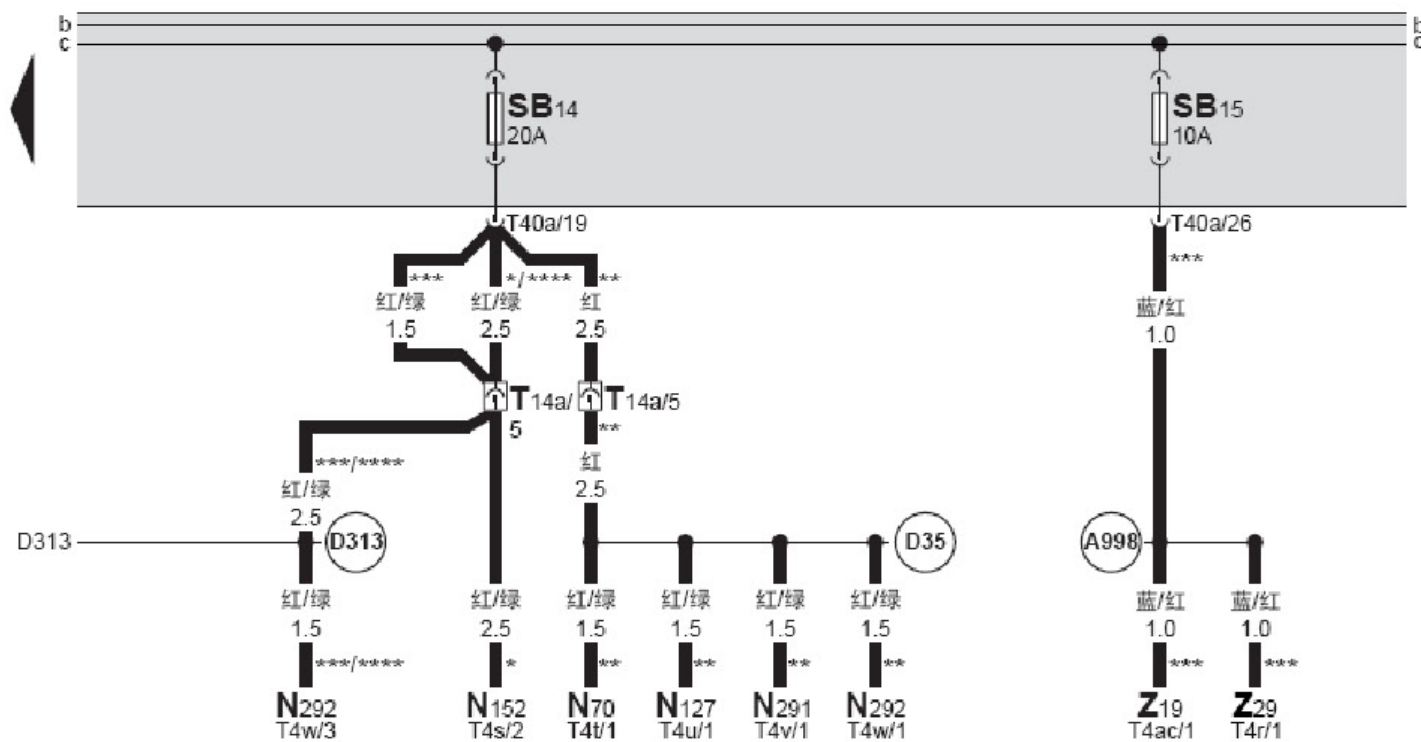 b b
c c
SB14 SB15
20A 10A
T40a/19 T40a/26
*** */**** ** ***
红/绿 红/绿 红 蓝/红
1.5 2.5 2.5 1.0
T14a/ T14a/5
5 **
***/**** 红
红/绿 2.5
2.5
D313 D313 D35 A998
红/绿 红/绿 红/绿 红/绿 红/绿 红/绿 蓝/红 蓝/红
1.5 2.5 1.5 1.5 1.5 1.5 1.0 1.0
***/**** * ** ** ** ** *** ***
N292 N152 N70 N127 N291 N292 Z19 Z29
T4w/3 T4s/2 T4t/1 T4u/1 T4v/1 T4w/1 T4ac/1 T4r/1